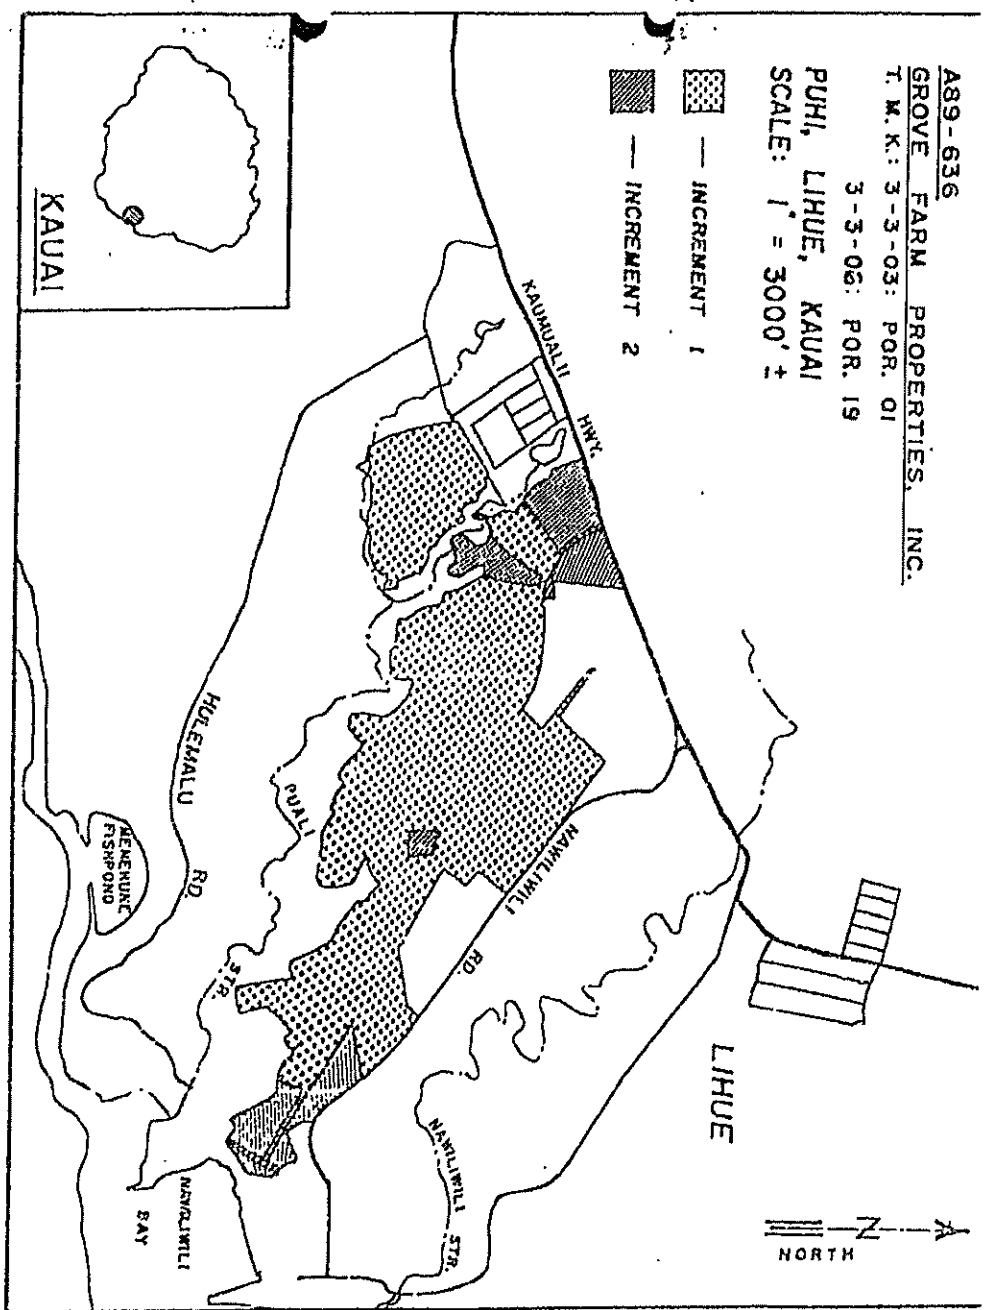 A89-636
GROVE FARM PROPERTIES, INC.
T. M. K.: 3-3-03: POR. 01
3-3-06: POR. 19
PUHI, LIHUE, KAUAI
SCALE: 1" = 3000' ±
— INCREMENT 1
— INCREMENT 2
KAUAI
KAUMUALII HWY.
LIHUE
NORTH
N
NAWILIWILI RD.
NAWILIWILI STR.
PUALI STR.
HULEMALU RD.
MENEHUNE
FISHPOND
NAWILIWILI
BAY